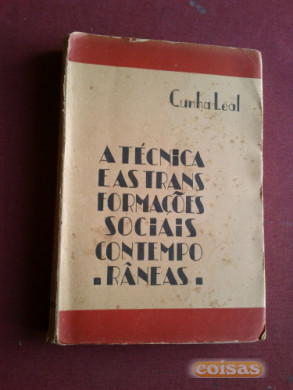 Cunha-Leal
A TÉCNICA
E AS TRANS
FORMAÇÕES
SOCIAIS
CONTEMPO
. RÂNEAS .
coisas